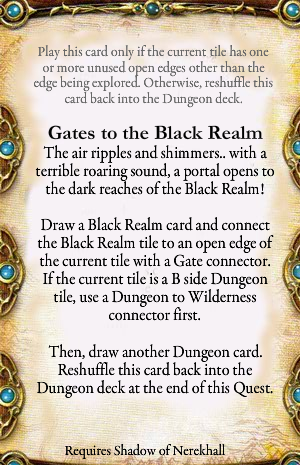 Play this card only if the current tile has one
or more unused open edges other than the
edge being explored. Otherwise, reshuffle this
card back into the Dungeon deck.
Gates to the Black Realm
The air ripples and shimmers.. with a
terrible roaring sound, a portal opens to
the dark reaches of the Black Realm!
Draw a Black Realm card and connect
the Black Realm tile to an open edge of
the current tile with a Gate connector.
If the current tile is a B side Dungeon
tile, use a Dungeon to Wilderness
connector first.
Then, draw another Dungeon card.
Reshuffle this card back into the
Dungeon deck at the end of this Quest.
Requires Shadow of Nerekhall